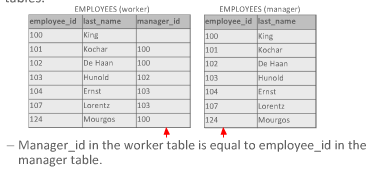 tables.
EMPLOYEES (worker) EMPLOYEES (manager)
employee_id last_name manager_id employee_id last_name
100 King 100 King
101 Kochar 100 101 Kochar
102 De Haan 100 102 De Haan
103 Hunold 102 103 Hunold
104 Ernst 103 104 Ernst
107 Lorentz 103 107 Lorentz
124 Mourgos 100 124 Mourgos
– Manager_id in the worker table is equal to employee_id in the
manager table.